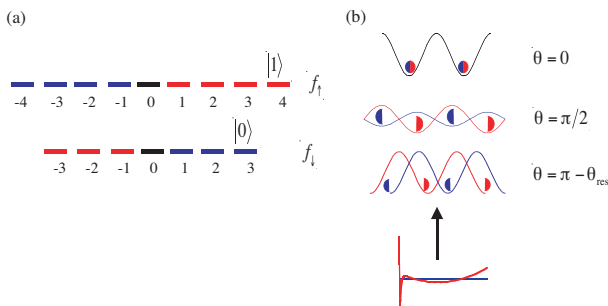 (a)
|1⟩
-4 -3 -2 -1 0 1 2 3 4 f↑
|0⟩
-3 -2 -1 0 1 2 3 f↓
(b)
θ = 0
θ = π/2
θ = π − θres